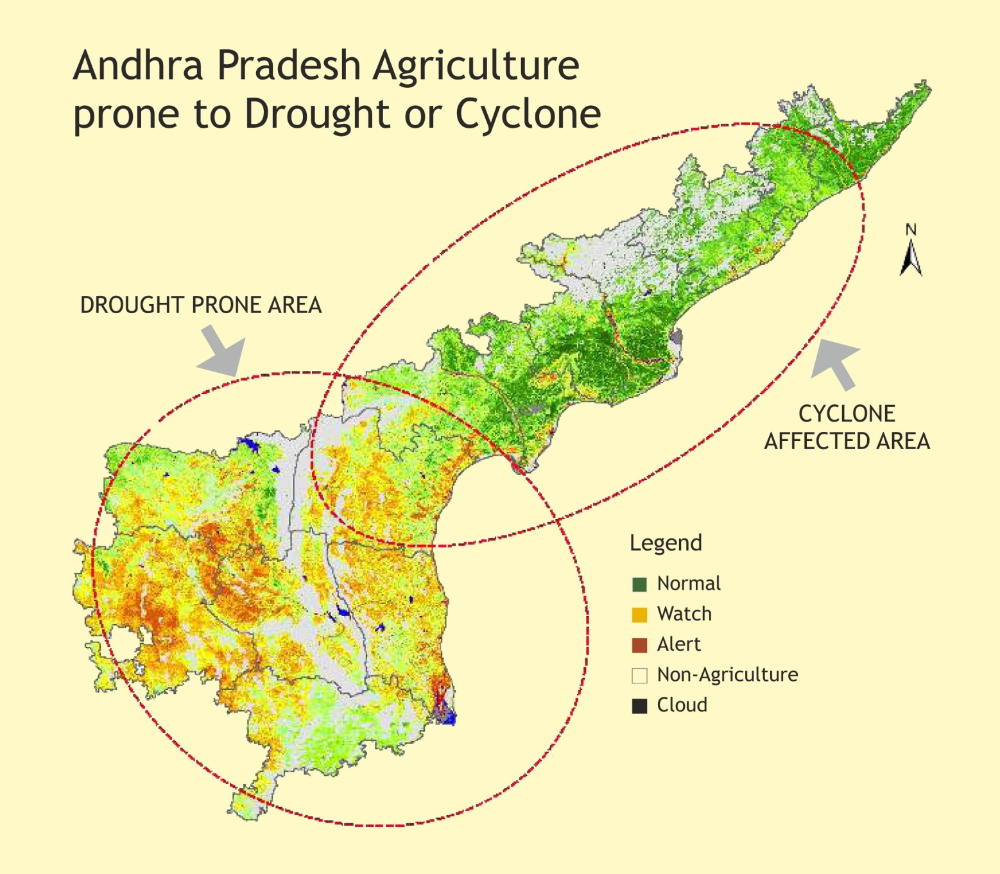 Andhra Pradesh Agriculture
prone to Drought or Cyclone
N
DROUGHT PRONE AREA
CYCLONE
AFFECTED AREA
Legend
Normal
Watch
Alert
Non-Agriculture
Cloud